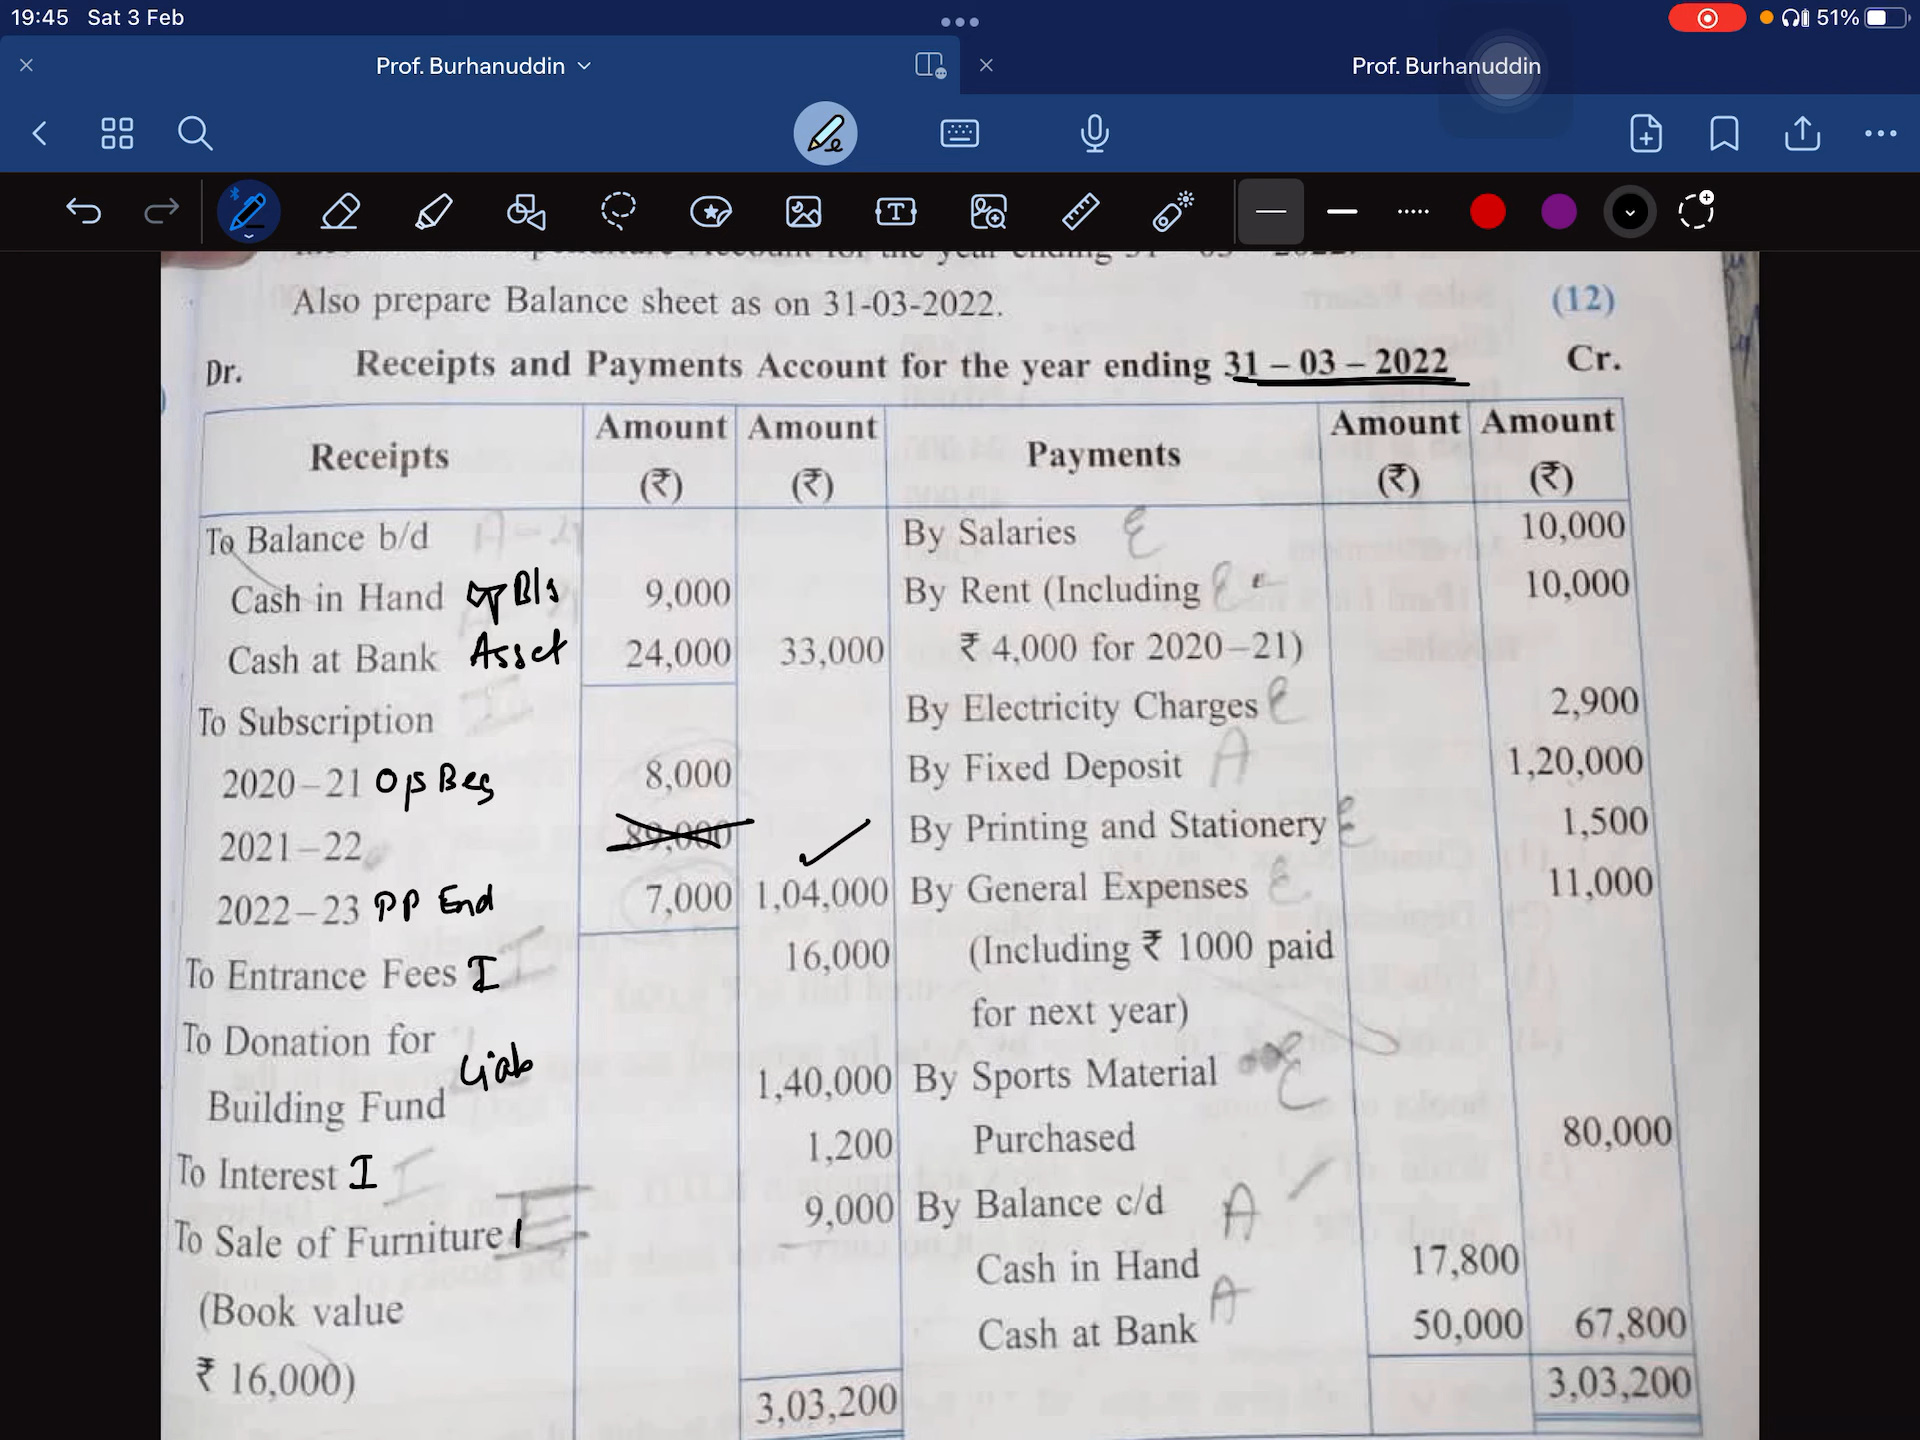 19:45 Sat 3 Feb
51%
Prof. Burhanuddin
Prof. Burhanuddin
Also prepare Balance sheet as on 31-03-2022. (12)
Dr. Receipts and Payments Account for the year ending 31 – 03 – 2022 Cr.
Receipts Amount (₹) Amount (₹) Payments Amount (₹) Amount (₹)
To Balance b/d By Salaries E 10,000
Cash in Hand op Bls 9,000 By Rent (Including E 10,000
Cash at Bank Asset 24,000 33,000 ₹ 4,000 for 2020–21)
To Subscription I By Electricity Charges E 2,900
2020–21 Op Beg 8,000 By Fixed Deposit A 1,20,000
2021–22 89,000 By Printing and Stationery E 1,500
2022–23 PP End 7,000 1,04,000 By General Expenses E 11,000
To Entrance Fees I 16,000 (Including ₹ 1000 paid
for next year)
To Donation for Liab
Building Fund 1,40,000 By Sports Material E
To Interest I 1,200 Purchased 80,000
To Sale of Furniture 9,000 By Balance c/d A
(Book value Cash in Hand 17,800
₹ 16,000) Cash at Bank A 50,000 67,800
3,03,200 3,03,200